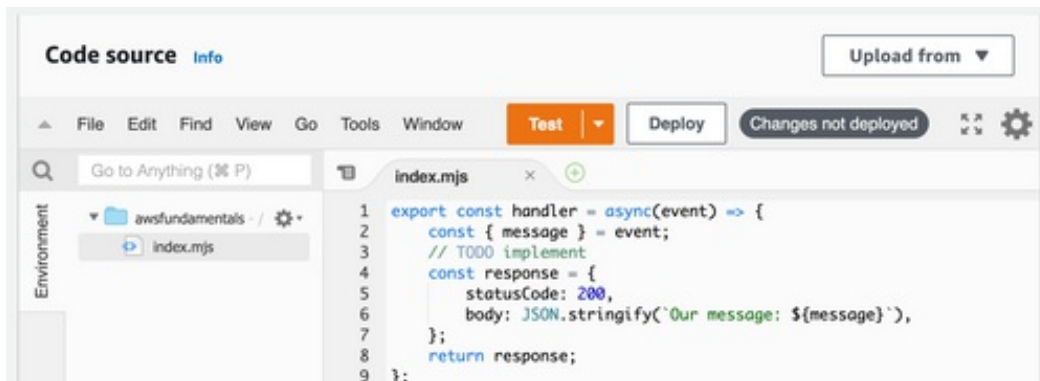 Code source Info
Upload from ▼
File Edit Find View Go Tools Window Test Deploy Changes not deployed
Go to Anything (⌘ P)
index.mjs ×
Environment
awsfundamentals - /
index.mjs
1 export const handler = async(event) => {
2     const { message } = event;
3     // TODO implement
4     const response = {
5         statusCode: 200,
6         body: JSON.stringify(`Our message: ${message}`),
7     };
8     return response;
9 };